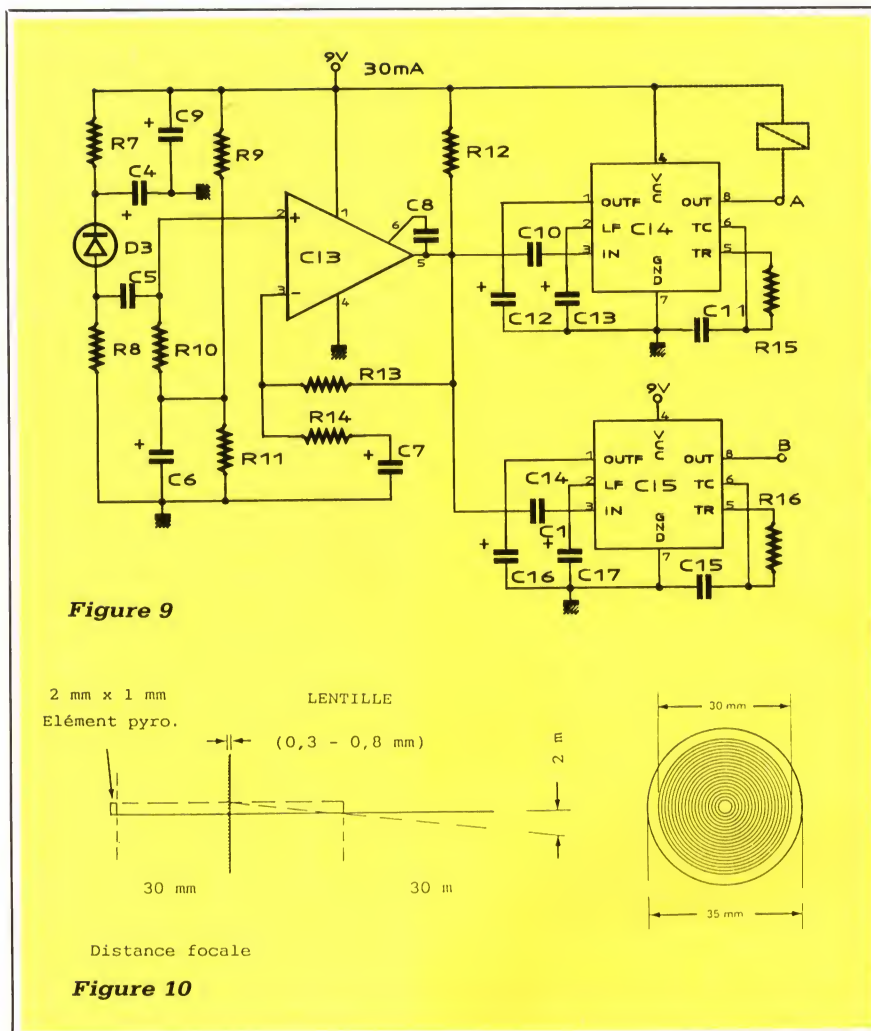 9V
30mA
R7
C9
+
R9
C4
+
D3
C5
R8
R10
C6
+
R11
2
+
1
C8
6
CI3
5
3
-
4
R13
R14
C7
+
R12
C10
C12
+
C13
+
1
OUTF
2
LF
3
IN
4
VCC
CI4
GND
7
OUT
8
A
TC
6
TR
5
C11
R15
9V
4
VCC
1
OUTF
2
LF
3
IN
CI5
OUT
8
B
TC
6
TR
5
GND
7
C14
C1
+
C16
+
C17
C15
R16
Figure 9
2 mm x 1 mm
Elément pyro.
LENTILLE
(0,3 - 0,8 mm)
2 m
30 mm
30 m
Distance focale
30 mm
35 mm
Figure 10